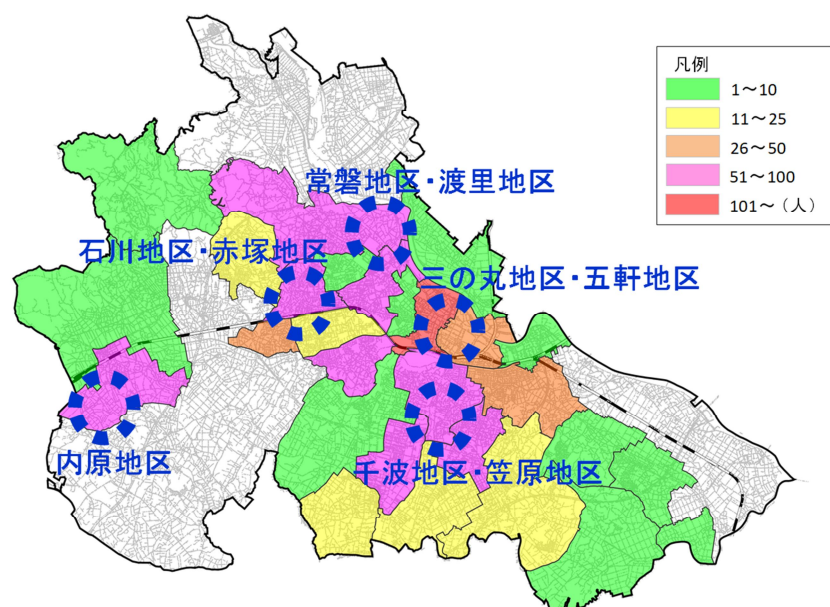 凡例
1～10
11～25
26～50
51～100
101～（人）
常磐地区・渡里地区
石川地区・赤塚地区
三の丸地区・五軒地区
内原地区
千波地区・笠原地区